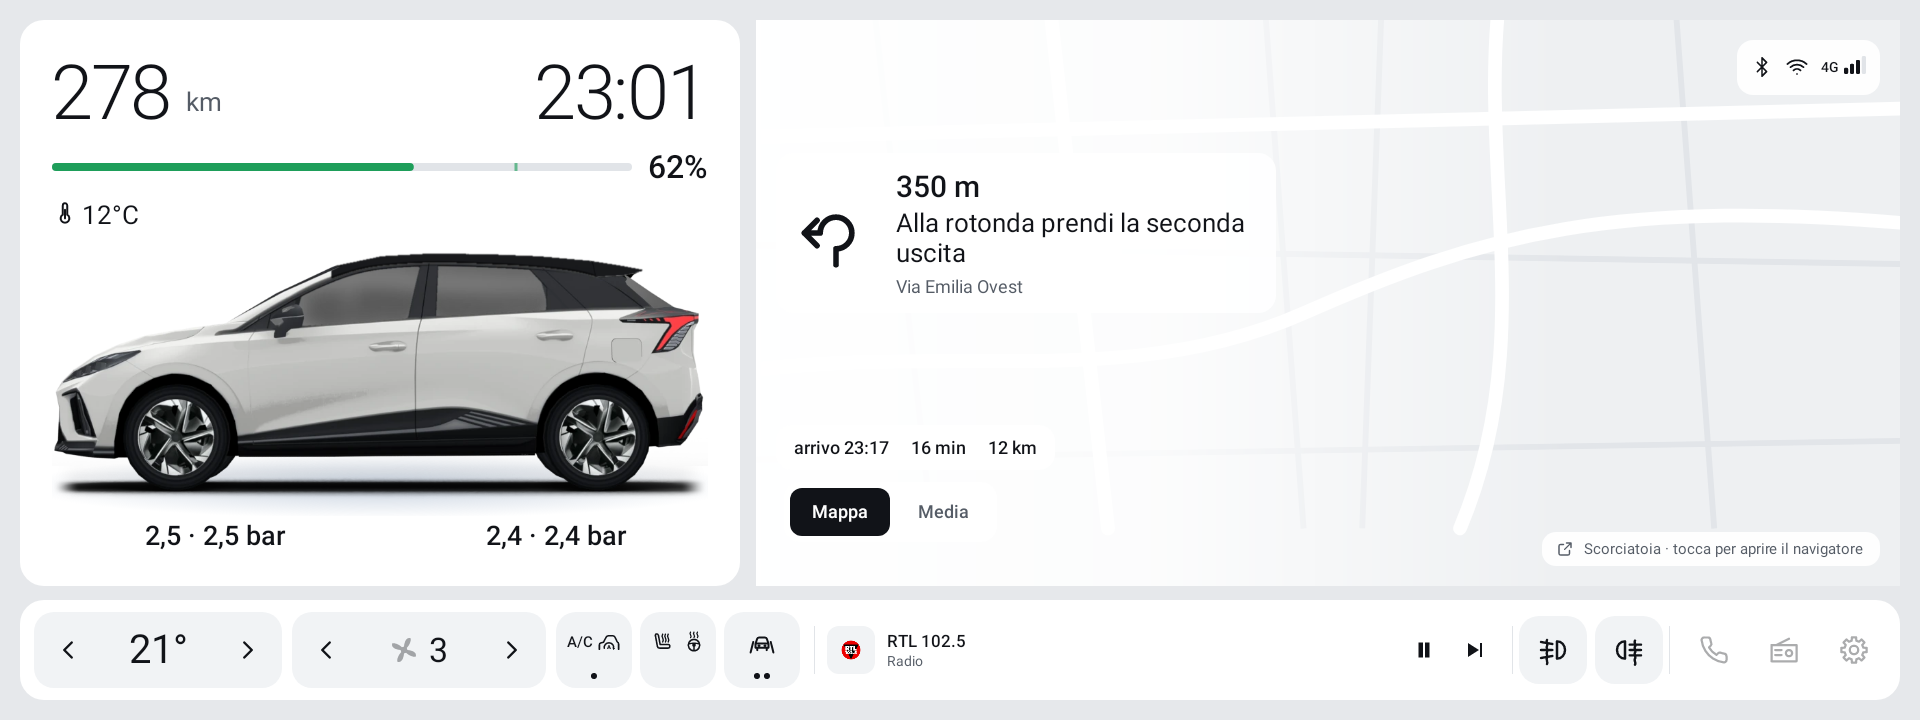 278 km
23:01
62%
12°C
2,5 · 2,5 bar
2,4 · 2,4 bar
4G
350 m
Alla rotonda prendi la seconda
uscita
Via Emilia Ovest
arrivo 23:17 16 min 12 km
Mappa Media
Scorciatoia · tocca per aprire il navigatore
21°
3
A/C
RTL 102.5
Radio